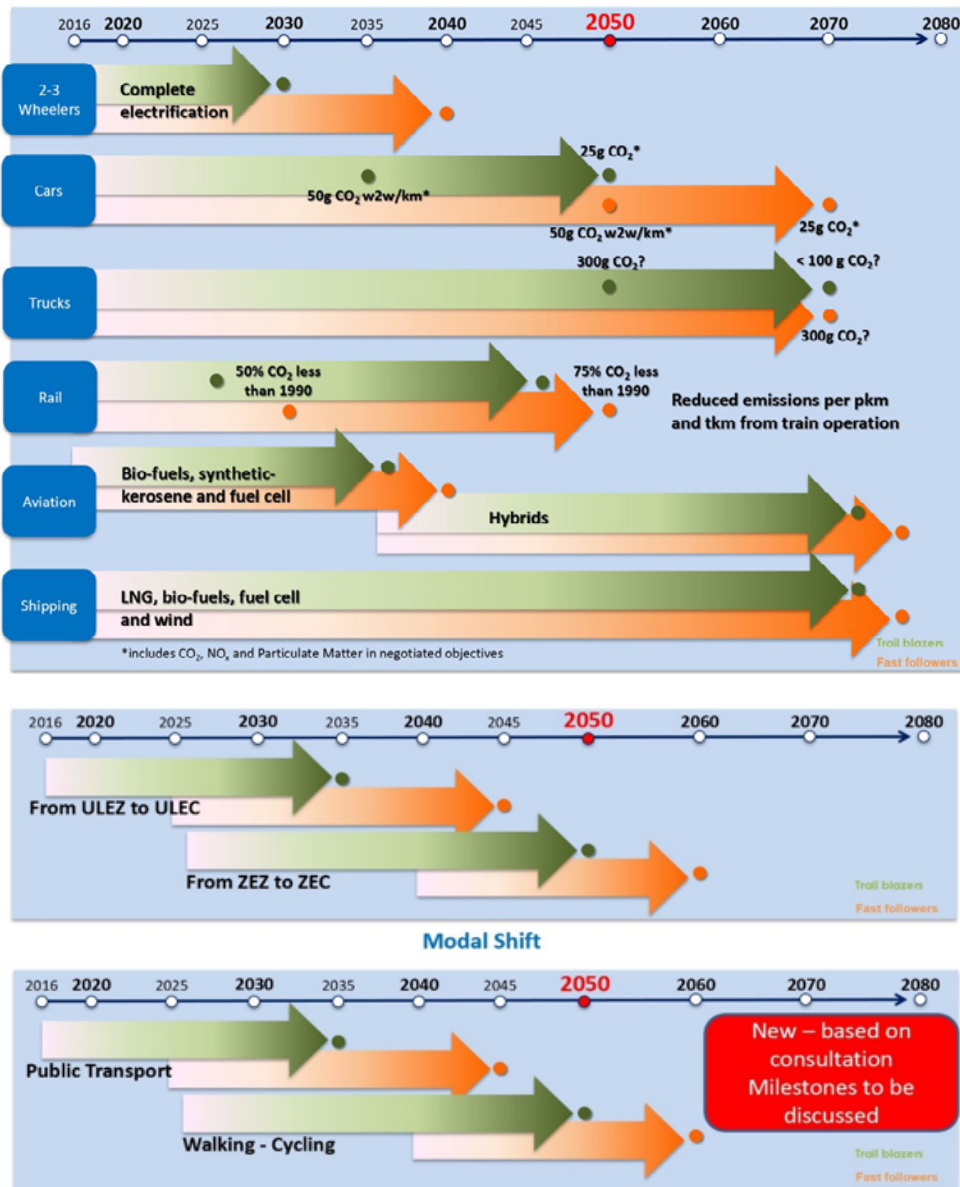 2016 2020 2025 2030 2035 2040 2045 2050 2060 2070 2080
2-3
Wheelers
Complete
electrification
Cars
25g CO₂*
50g CO₂ w2w/km*
50g CO₂ w2w/km*
25g CO₂*
Trucks
300g CO₂?
< 100 g CO₂?
300g CO₂?
Rail
50% CO₂ less
than 1990
75% CO₂ less
than 1990
Reduced emissions per pkm
and tkm from train operation
Aviation
Bio-fuels, synthetic-
kerosene and fuel cell
Hybrids
Shipping
LNG, bio-fuels, fuel cell
and wind
*includes CO₂, NOₓ and Particulate Matter in negotiated objectives
Trail blazers
Fast followers
2016 2020 2025 2030 2035 2040 2045 2050 2060 2070 2080
From ULEZ to ULEC
From ZEZ to ZEC
Trail blazers
Fast followers
Modal Shift
2016 2020 2025 2030 2035 2040 2045 2050 2060 2070 2080
Public Transport
Walking - Cycling
New – based on
consultation
Milestones to be
discussed
Trail blazers
Fast followers